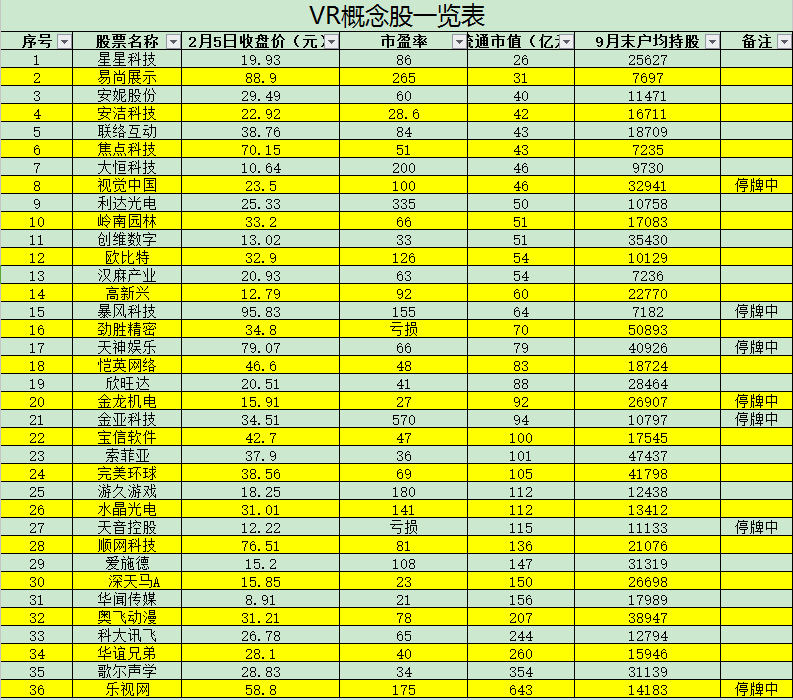 VR概念股一览表
序号 股票名称 2月5日收盘价（元） 市盈率 流通市值（亿元 9月末户均持股 备注
1 星星科技 19.93 86 26 25627
2 易尚展示 88.9 265 31 7697
3 安妮股份 29.49 60 40 11471
4 安洁科技 22.92 28.6 42 16711
5 联络互动 38.76 84 43 18709
6 焦点科技 70.15 51 43 7235
7 大恒科技 10.64 200 46 9730
8 视觉中国 23.5 100 46 32941 停牌中
9 利达光电 25.33 335 50 10758
10 岭南园林 33.2 66 51 17083
11 创维数字 13.02 33 51 35430
12 欧比特 32.9 126 54 10129
13 汉麻产业 20.93 63 54 7236
14 高新兴 12.79 92 60 22770
15 暴风科技 95.83 155 64 7182 停牌中
16 劲胜精密 34.8 亏损 70 50893
17 天神娱乐 79.07 66 79 40926 停牌中
18 恺英网络 46.6 48 83 18724
19 欣旺达 20.51 41 88 28464
20 金龙机电 15.91 27 92 26907 停牌中
21 金亚科技 34.51 570 94 10797 停牌中
22 宝信软件 42.7 47 100 17545
23 索菲亚 37.9 36 101 47437
24 完美环球 38.56 69 105 41798
25 游久游戏 18.25 180 112 12438
26 水晶光电 31.01 141 112 13412
27 天音控股 12.22 亏损 115 11133 停牌中
28 顺网科技 76.51 81 136 21076
29 爱施德 15.2 108 147 31319
30 深天马A 15.85 23 150 26698
31 华闻传媒 8.91 21 156 17989
32 奥飞动漫 31.21 78 207 38947
33 科大讯飞 26.78 65 244 12794
34 华谊兄弟 28.1 40 260 15946
35 歌尔声学 28.83 34 354 31139
36 乐视网 58.8 175 643 14183 停牌中